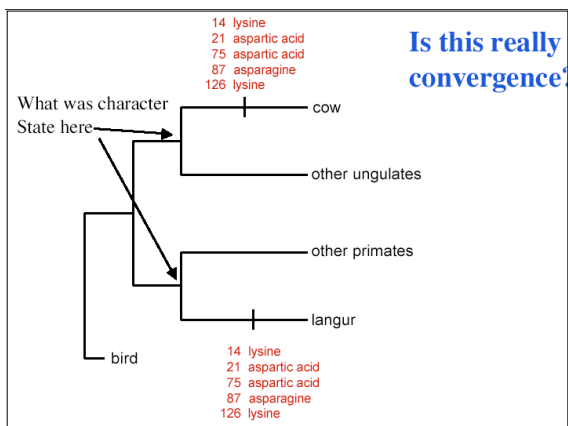 14 lysine
21 aspartic acid
75 aspartic acid
87 asparagine
126 lysine
Is this really
convergence?
What was character
State here
cow
other ungulates
other primates
langur
bird
14 lysine
21 aspartic acid
75 aspartic acid
87 asparagine
126 lysine